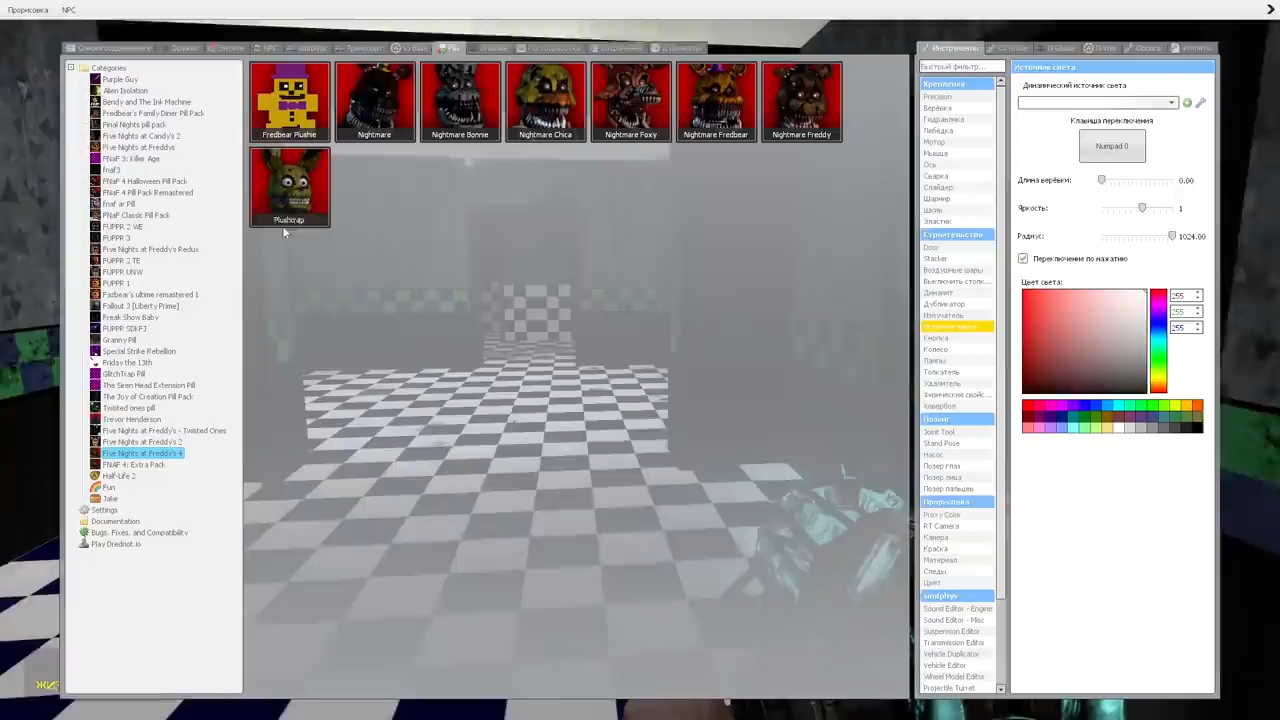 Прорисовка NPC
Инструменты
Fredbear Plushie
Nightmare
Nightmare Bonnie
Nightmare Chica
Nightmare Foxy
Nightmare Fredbear
Nightmare Freddy
Plushtrap
Categories
Purple Guy
Alien Isolation
Bendy and The Ink Machine
Fredbear's Family Diner Pill Pack
Final Nights pill pack
Five Nights at Candy's 2
Five Nights at Freddys
FNaF 3: Killer Age
fnaf3
FNaF 4 Halloween Pill Pack
FNAF 4 Pill Pack Remastered
fnaf ar Pill
FNaF Classic Pill Pack
FUPPR 2 WE
FUPPR 3
Five Nights at Freddy's Redux
FUPPR 2 TE
FUPPR UNW
FUPPR 1
Fazbear's ultime remastered 1
Fallout 3 [Liberty Prime]
Freak Show Baby
FUPPR SDKFJ
Granny Pill
Special Strike Rebellion
Friday the 13th
GlitchTrap Pill
The Siren Head Extension Pill
The Joy of Creation Pill Pack
Twisted ones pill
Trevor Henderson
Five Nights at Freddy's - Twisted Ones
Five Nights at Freddy's 2
Five Nights at Freddy's 4
FNAF 4: Extra Pack
Half-Life 2
Fun
Jake
Settings
Documentation
Bugs, Fixes, and Compatibility
Play Drednot.io
Быстрый фильтр...
Крепления
Precision
Верёвка
Гидравлика
Лебёдка
Мотор
Мышца
Ось
Сварка
Слайдер
Шарнир
Шкив
Эластик
Строительство
Door
Stacker
Воздушные шары
Выключить столк...
Динамит
Дубликатор
Излучатель
Кнопка
Колесо
Лампы
Толкатель
Удалитель
Физические свойс...
Ховербол
Позинг
Joint Tool
Stand Pose
Насос
Позер глаз
Позер лица
Позер пальцев
Прорисовка
Proxy Color
RT Camera
Камера
Краска
Материал
Следы
Цвет
simfphys
Sound Editor - Engine
Sound Editor - Misc
Suspension Editor
Transmission Editor
Vehicle Duplicator
Vehicle Editor
Wheel Model Editor
Projectile Turret
Источник света
Динамический источник света
Клавиша переключения
Numpad 0
Длина верёвки: 0.00
Яркость: 1
Радиус: 1024.00
Переключение по нажатию
Цвет света:
255
255
255